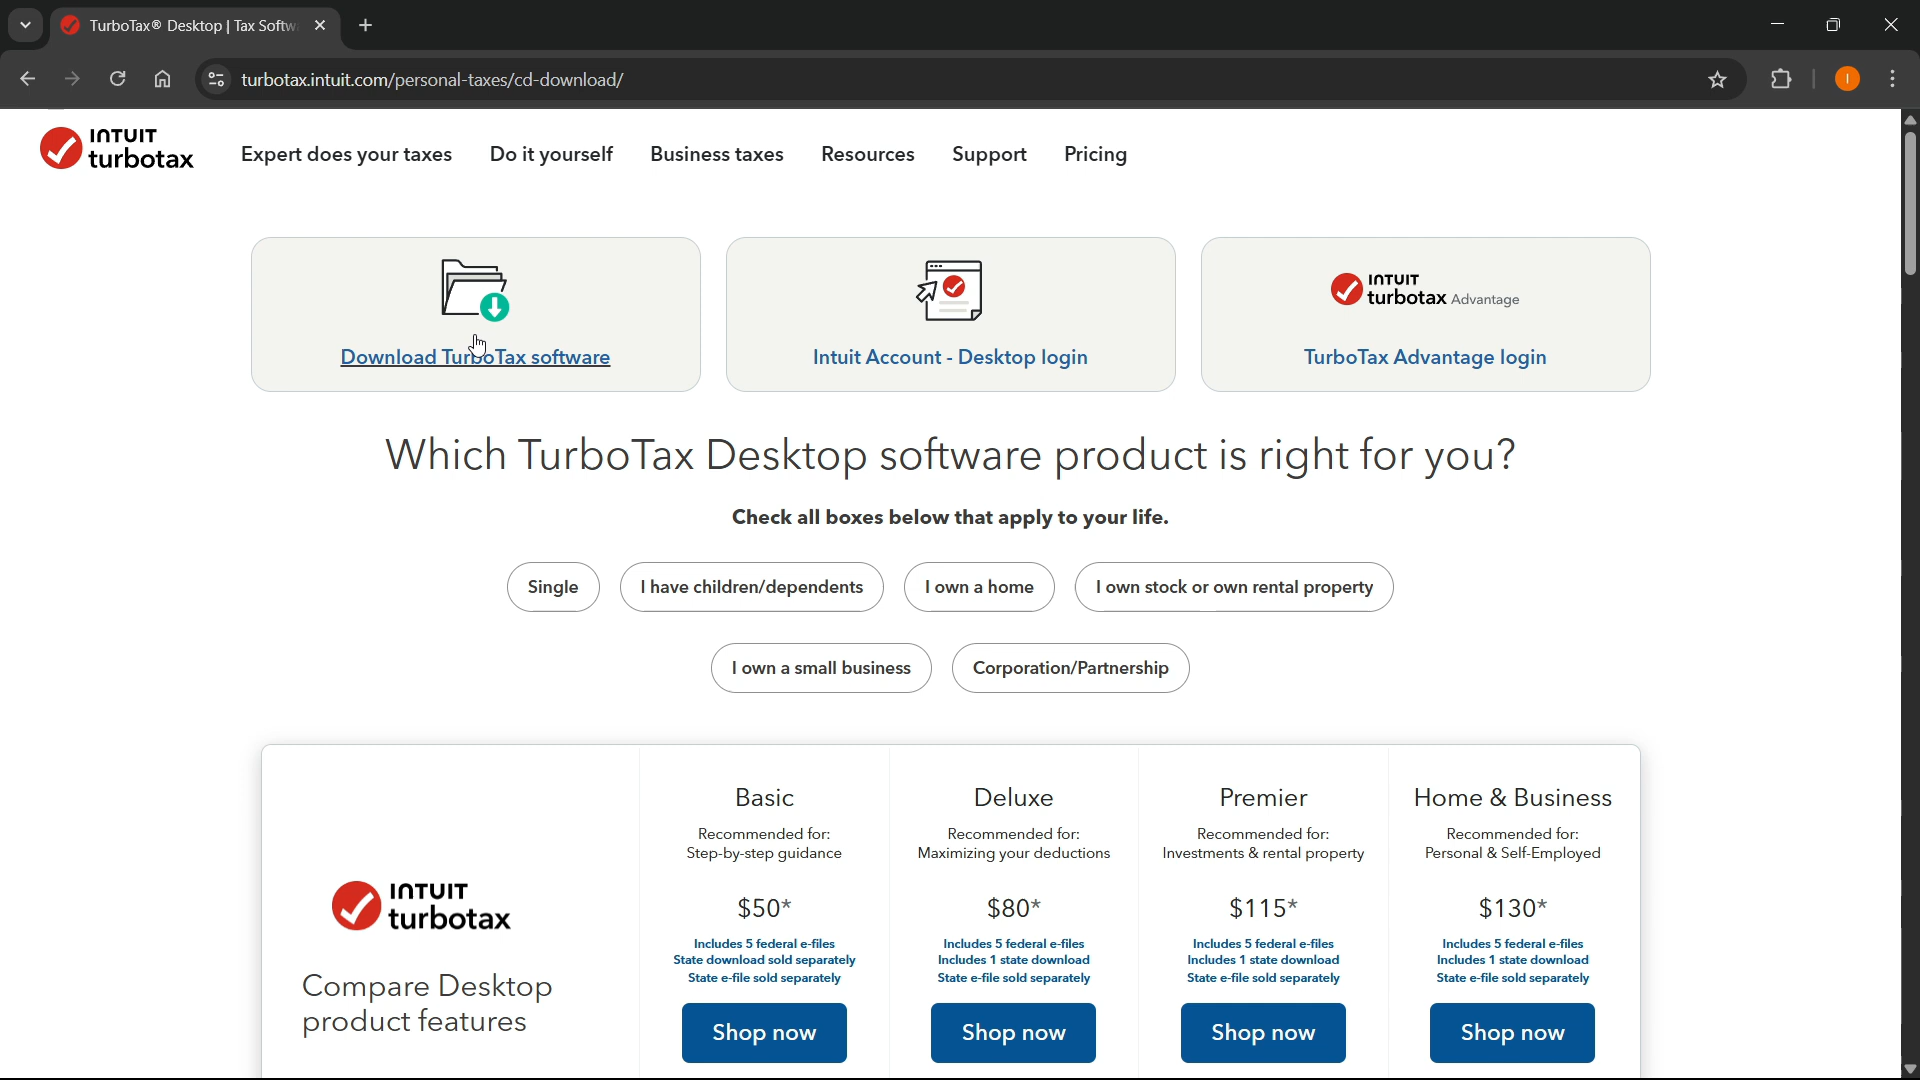 TurboTax® Desktop | Tax Softw
turbotax.intuit.com/personal-taxes/cd-download/
I
INTUIT
turbotax
Expert does your taxes
Do it yourself
Business taxes
Resources
Support
Pricing
Download TurboTax software
Intuit Account - Desktop login
INTUIT
turbotax Advantage
TurboTax Advantage login
Which TurboTax Desktop software product is right for you?
Check all boxes below that apply to your life.
Single
I have children/dependents
I own a home
I own stock or own rental property
I own a small business
Corporation/Partnership
INTUIT
turbotax
Compare Desktop
product features
Basic
Recommended for:
Step-by-step guidance
$50*
Includes 5 federal e-files
State download sold separately
State e-file sold separately
Shop now
Deluxe
Recommended for:
Maximizing your deductions
$80*
Includes 5 federal e-files
Includes 1 state download
State e-file sold separately
Shop now
Premier
Recommended for:
Investments & rental property
$115*
Includes 5 federal e-files
Includes 1 state download
State e-file sold separately
Shop now
Home & Business
Recommended for:
Personal & Self-Employed
$130*
Includes 5 federal e-files
Includes 1 state download
State e-file sold separately
Shop now